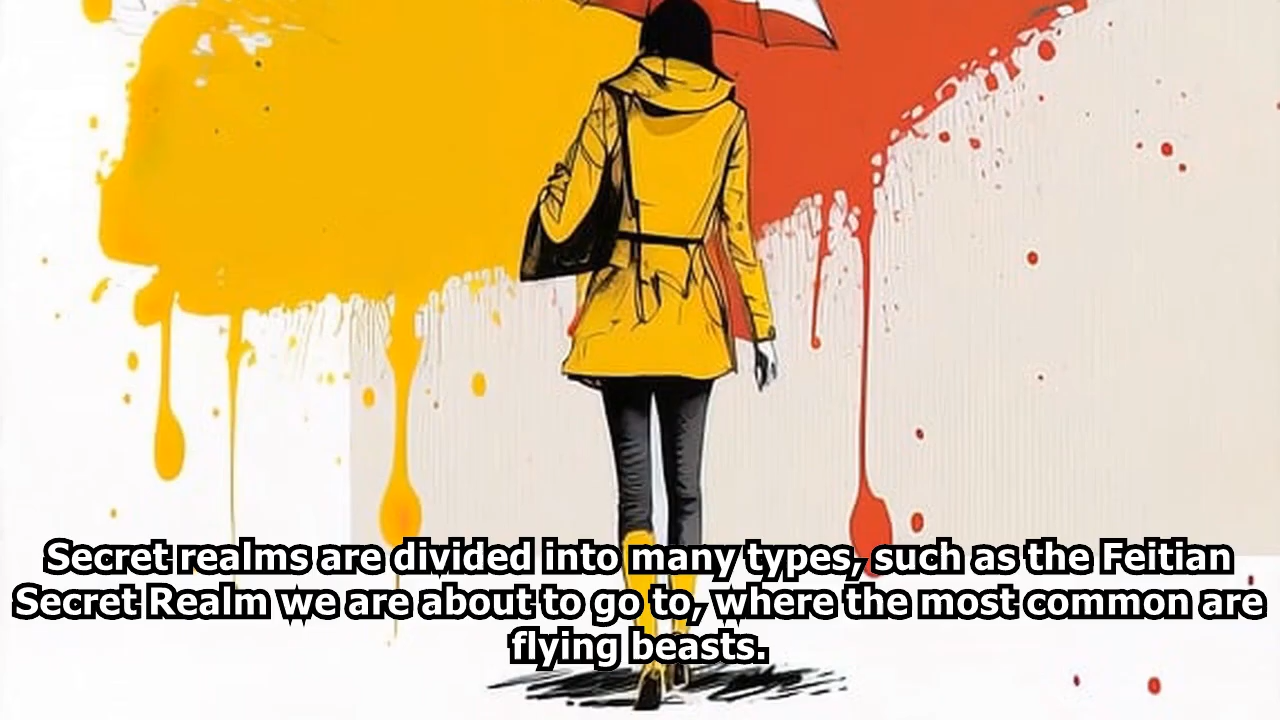 Secret realms are divided into many types, such as the Feitian
Secret Realm we are about to go to, where the most common are
flying beasts.